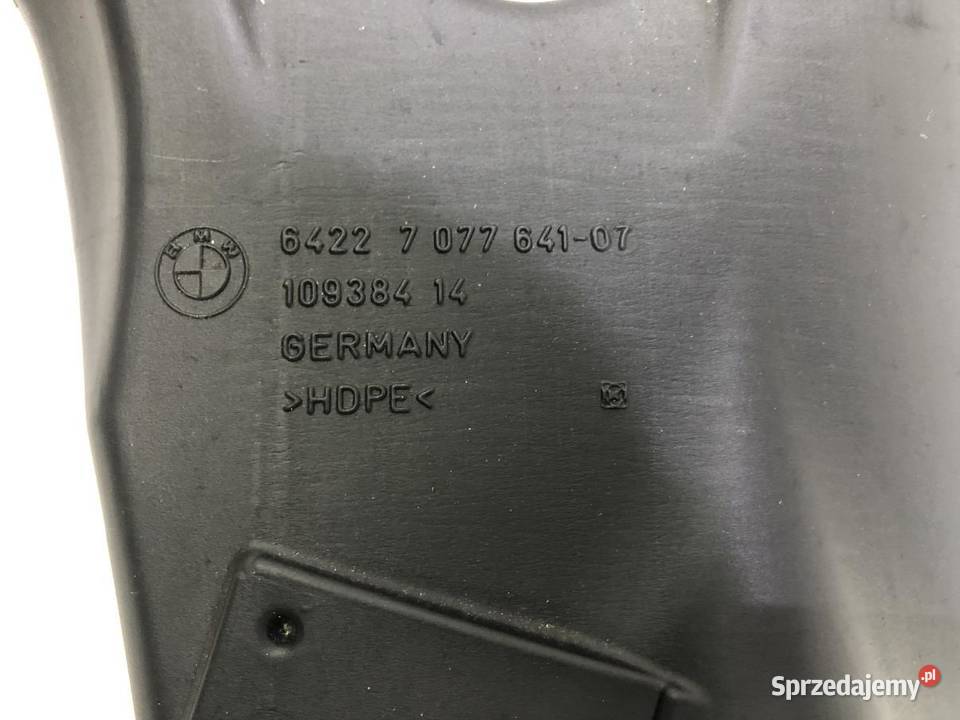 BMW
6422 7 077 641-07
109384 14
GERMANY
>HDPE<
Sprzedajemy.pl